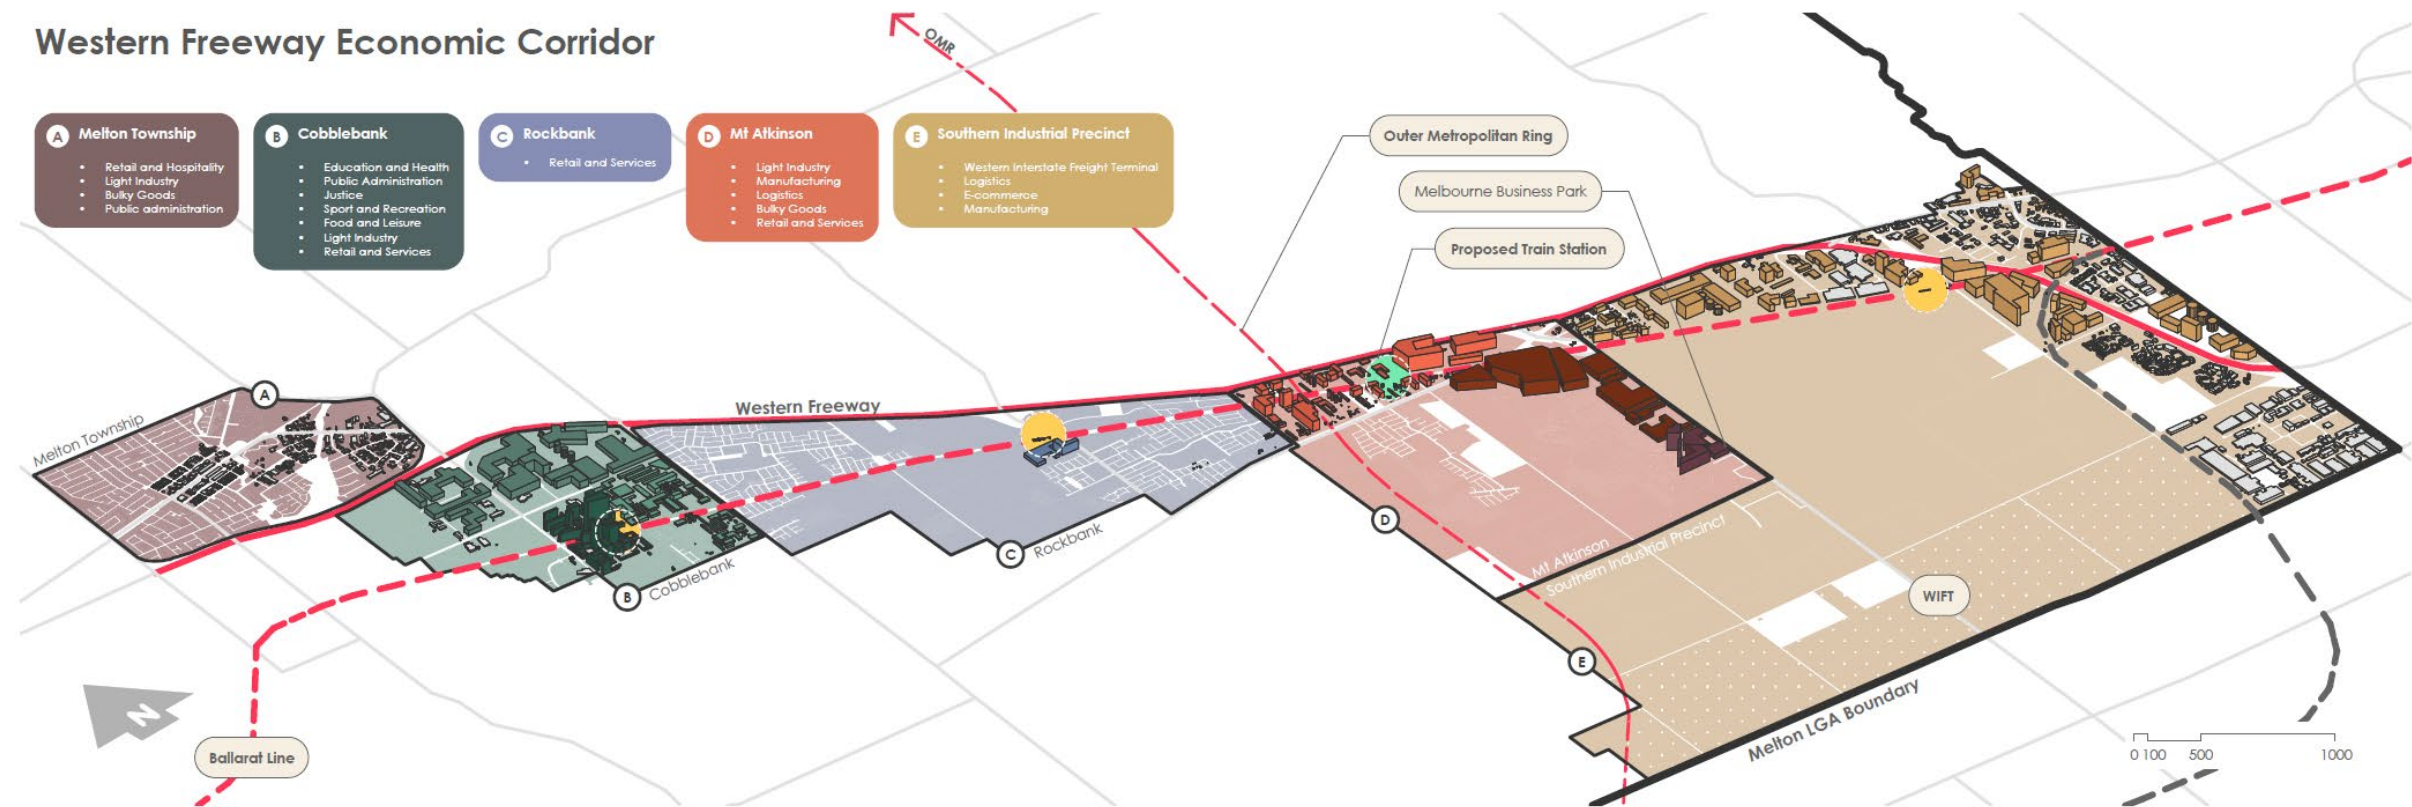 Western Freeway Economic Corridor
OMR
A Melton Township
• Retail and Hospitality
• Light Industry
• Bulky Goods
• Public administration
B Cobblebank
• Education and Health
• Public Administration
• Justice
• Sport and Recreation
• Food and Leisure
• Light Industry
• Retail and Services
C Rockbank
• Retail and Services
D Mt Atkinson
• Light Industry
• Manufacturing
• Logistics
• Bulky Goods
• Retail and Services
E Southern Industrial Precinct
• Western Interstate Freight Terminal
• Logistics
• E-commerce
• Manufacturing
Outer Metropolitan Ring
Melbourne Business Park
Proposed Train Station
A
Melton Township
Western Freeway
B
Cobblebank
C
Rockbank
D
Mt Atkinson
Southern Industrial Precinct
WIFT
E
Melton LGA Boundary
N
Ballarat Line
0 100 500 1000